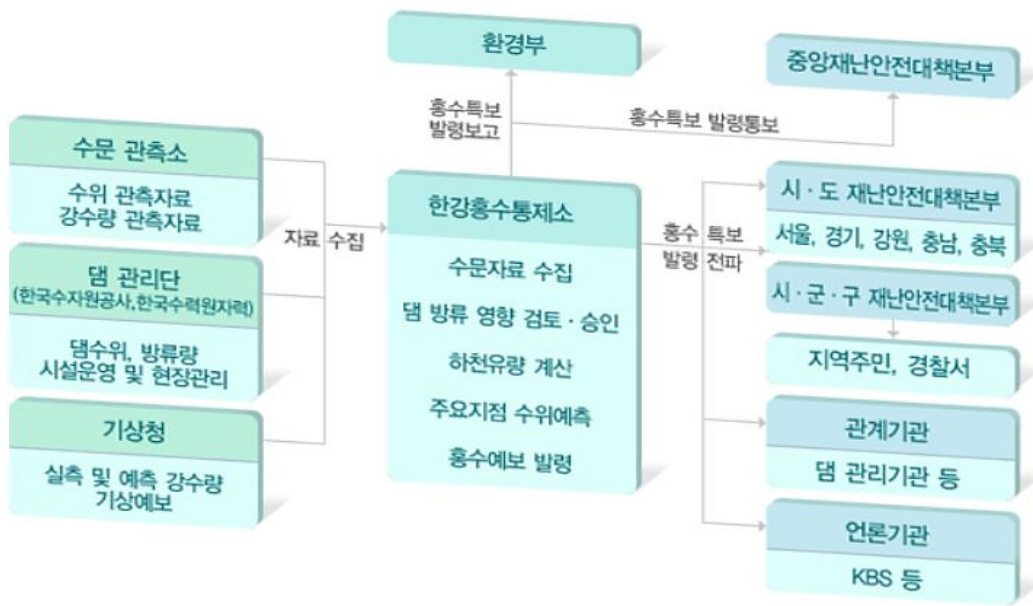 환경부
중앙재난안전대책본부
홍수특보
발령보고
홍수특보 발령통보
수문 관측소
수위 관측자료
강수량 관측자료
댐 관리단
(한국수자원공사,한국수력원자력)
댐수위, 방류량
시설운영 및 현장관리
기상청
실측 및 예측 강수량
기상예보
자료 수집
한강홍수통제소
수문자료 수집
댐 방류 영향 검토 · 승인
하천유량 계산
주요지점 수위예측
홍수예보 발령
홍수 특보
발령 전파
시 · 도 재난안전대책본부
서울, 경기, 강원, 충남, 충북
시 · 군 · 구 재난안전대책본부
지역주민, 경찰서
관계기관
댐 관리기관 등
언론기관
KBS 등